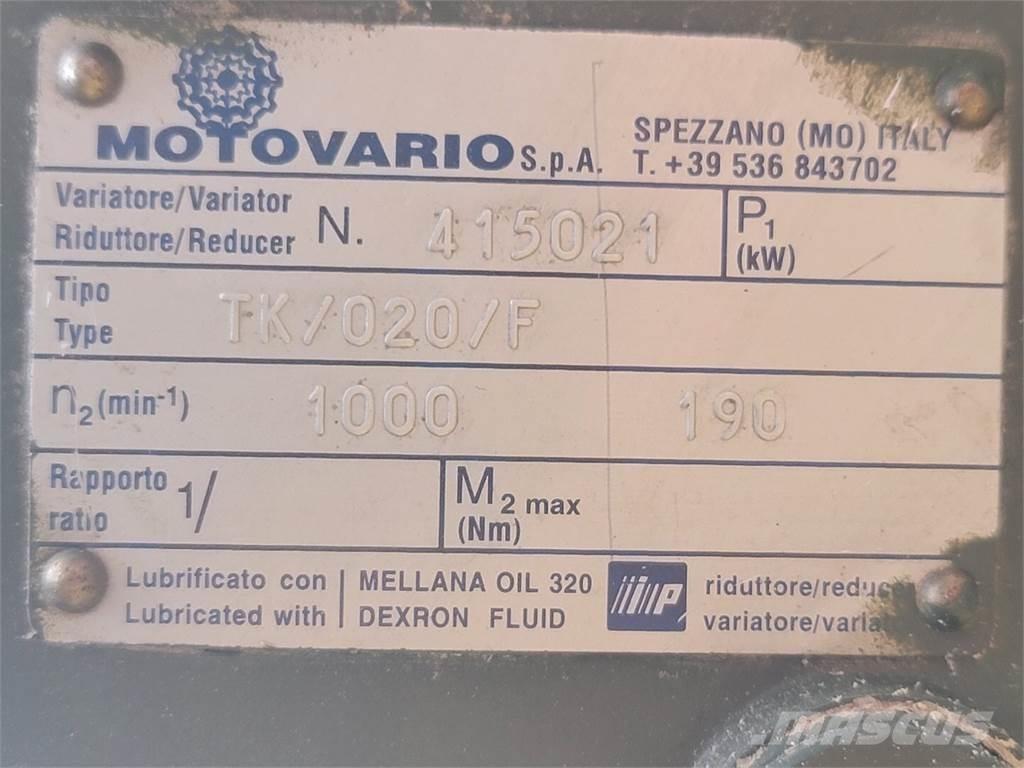 MOTOVARIO S.p.A.
SPEZZANO (MO) ITALY
T. +39 536 843702
Variatore/Variator
Riduttore/Reducer N. 415021
P1
(kW)
Tipo
Type TK/020/F
n2 (min-1) 1000 190
Rapporto
ratio 1/
M2 max
(Nm)
Lubrificato con | MELLANA OIL 320
Lubricated with | DEXRON FLUID
IP
riduttore/reduc
variatore/varia
MASCUS